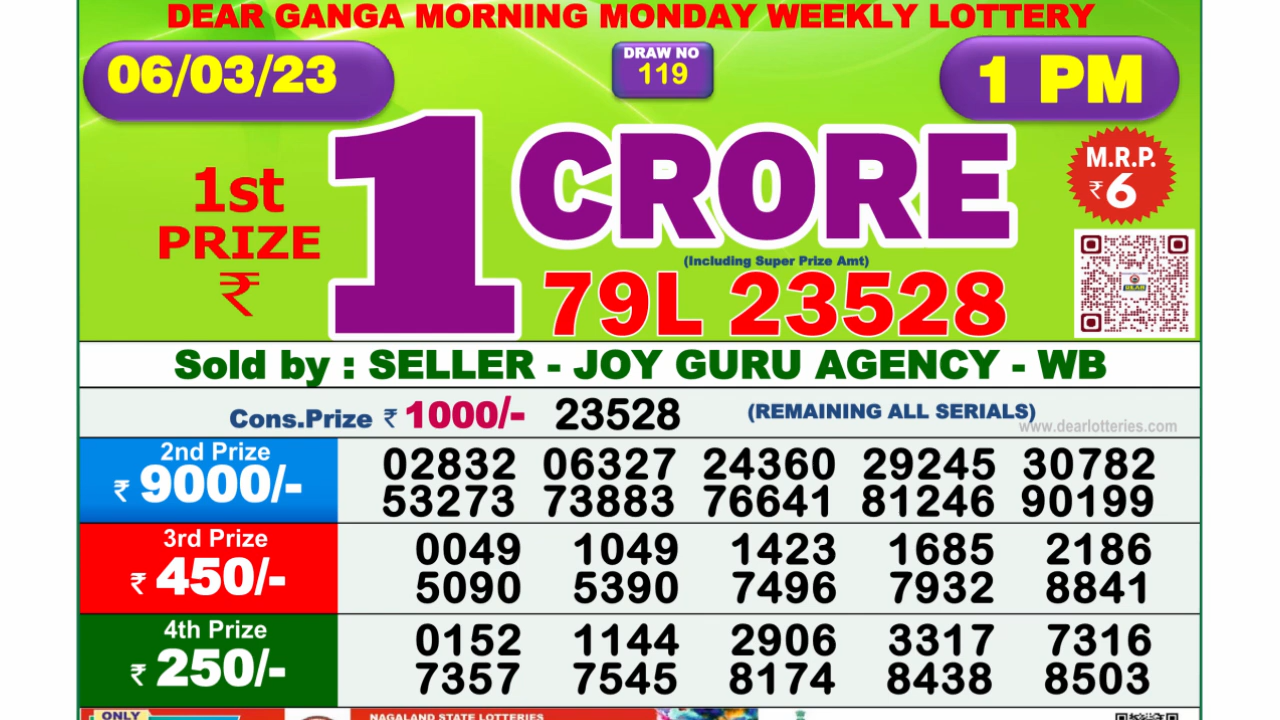 DEAR GANGA MORNING MONDAY WEEKLY LOTTERY
06/03/23
DRAW NO
119
1 PM
1st
PRIZE
₹
1 CRORE
M.R.P.
₹6
(Including Super Prize Amt)
79L 23528
Sold by : SELLER - JOY GURU AGENCY - WB
Cons.Prize ₹ 1000/- 23528 (REMAINING ALL SERIALS)
www.dearlotteries.com
2nd Prize
₹ 9000/-
02832 06327 24360 29245 30782
53273 73883 76641 81246 90199
3rd Prize
₹ 450/-
0049 1049 1423 1685 2186
5090 5390 7496 7932 8841
4th Prize
₹ 250/-
0152 1144 2906 3317 7316
7357 7545 8174 8438 8503
ONLY
NAGALAND STATE LOTTERIES